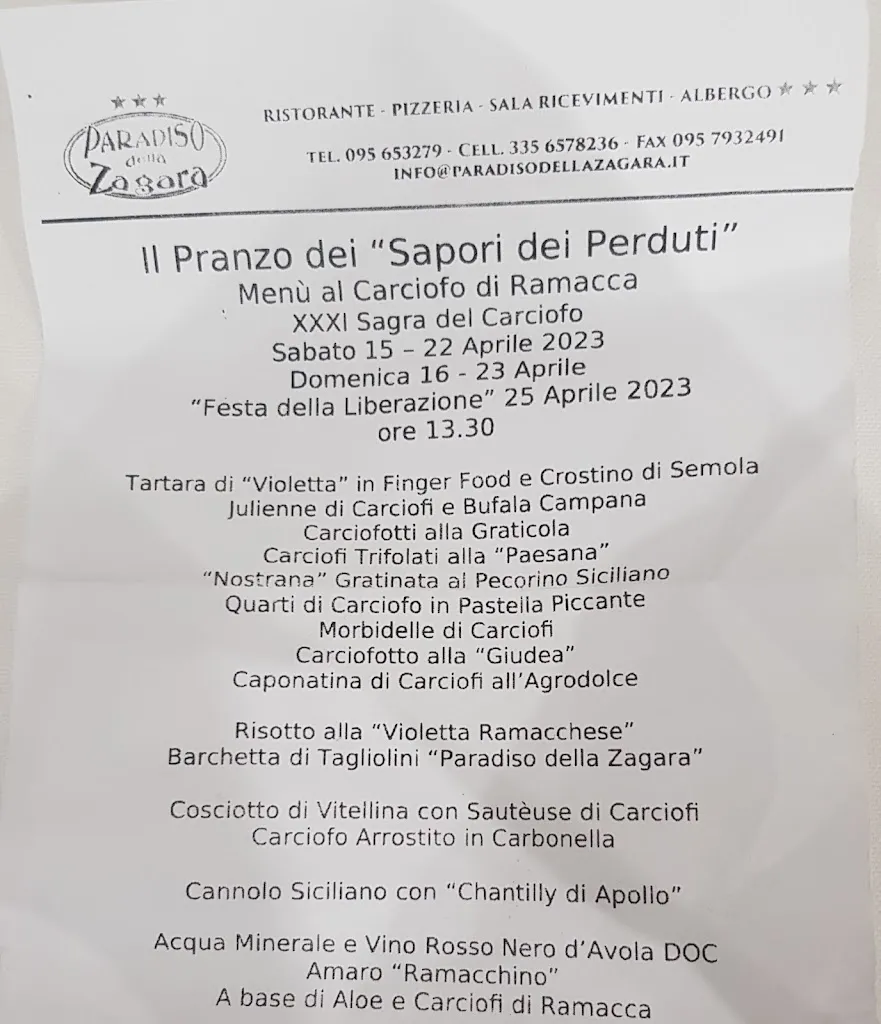 ★ ★ ★
PARADISO
della
Zagara
RISTORANTE - PIZZERIA - SALA RICEVIMENTI - ALBERGO ★ ★ ★
TEL. 095 653279 - CELL. 335 6578236 - FAX 095 7932491
INFO@PARADISODELLAZAGARA.IT
Il Pranzo dei “Sapori dei Perduti”
Menù al Carciofo di Ramacca
XXXI Sagra del Carciofo
Sabato 15 – 22 Aprile 2023
Domenica 16 - 23 Aprile
“Festa della Liberazione” 25 Aprile 2023
ore 13.30
Tartara di “Violetta” in Finger Food e Crostino di Semola
Julienne di Carciofi e Bufala Campana
Carciofotti alla Graticola
Carciofi Trifolati alla “Paesana”
“Nostrana” Gratinata al Pecorino Siciliano
Quarti di Carciofo in Pastella Piccante
Morbidelle di Carciofi
Carciofotto alla “Giudea”
Caponatina di Carciofi all’Agrodolce
Risotto alla “Violetta Ramacchese”
Barchetta di Tagliolini “Paradiso della Zagara”
Cosciotto di Vitellina con Sautèuse di Carciofi
Carciofo Arrostito in Carbonella
Cannolo Siciliano con “Chantilly di Apollo”
Acqua Minerale e Vino Rosso Nero d’Avola DOC
Amaro “Ramacchino”
A base di Aloe e Carciofi di Ramacca